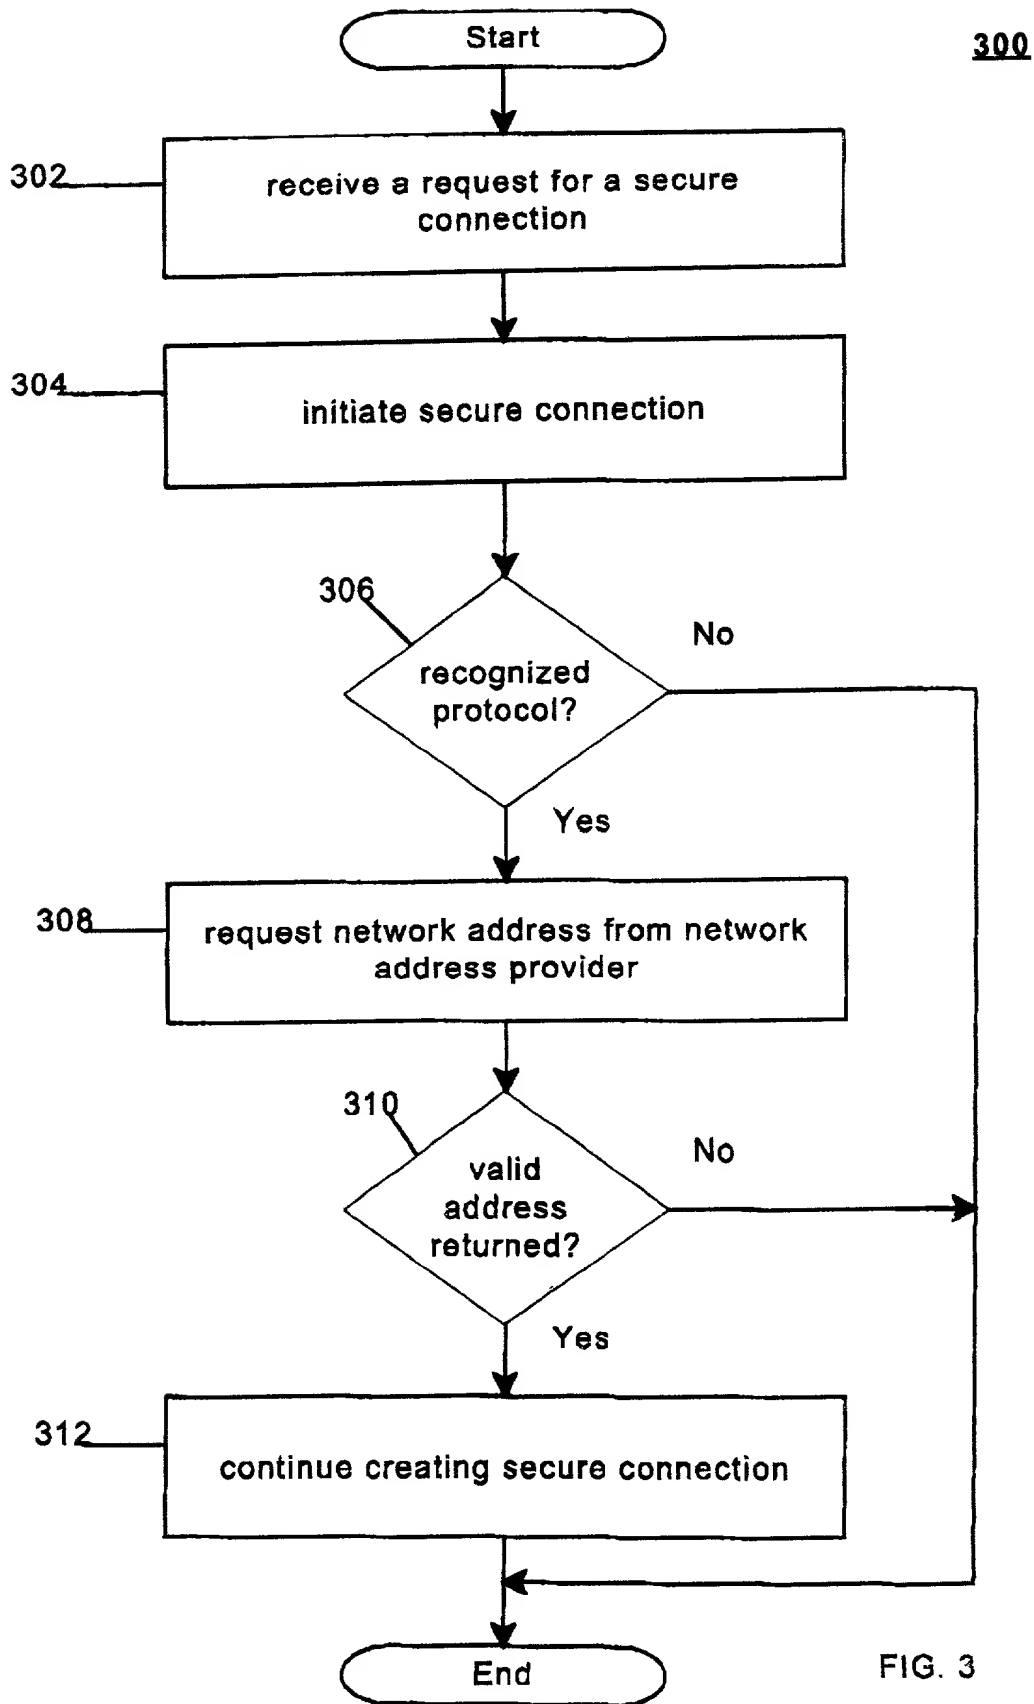 Start
300
302
receive a request for a secure
connection
304
initiate secure connection
306
No
recognized
protocol?
Yes
308
request network address from network
address provider
310
No
valid
address
returned?
Yes
312
continue creating secure connection
End
FIG. 3